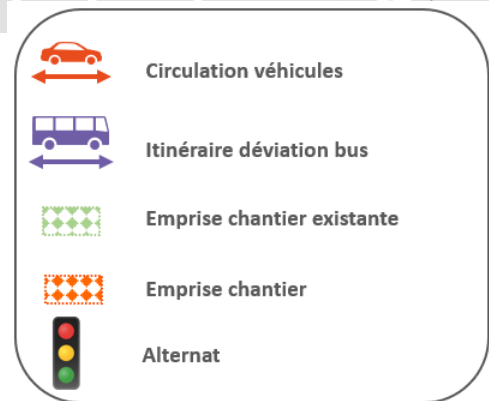 Circulation véhicules
Itinéraire déviation bus
Emprise chantier existante
Emprise chantier
Alternat